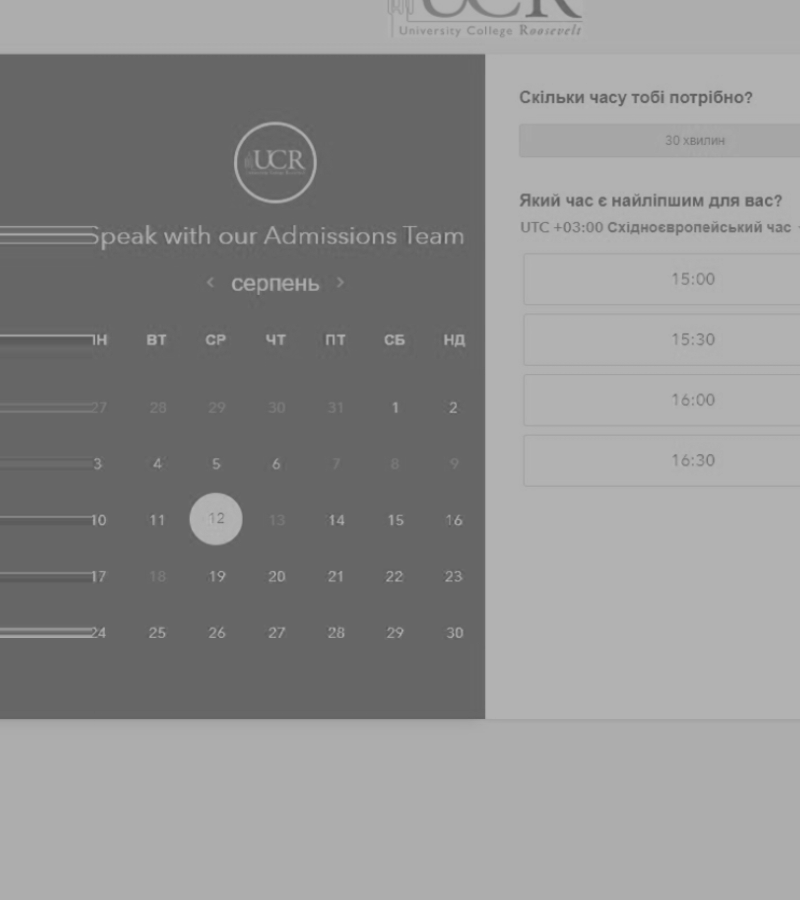 UCR
University College Roosevelt
UCR
Speak with our Admissions Team
‹ серпень ›
ПН ВТ СР ЧТ ПТ СБ НД
27 28 29 30 31 1 2
3 4 5 6 7 8 9
10 11 12 13 14 15 16
17 18 19 20 21 22 23
24 25 26 27 28 29 30
Скільки часу тобі потрібно?
30 хвилин
Який час є найліпшим для вас?
UTC +03:00 Східноєвропейський час
15:00
15:30
16:00
16:30